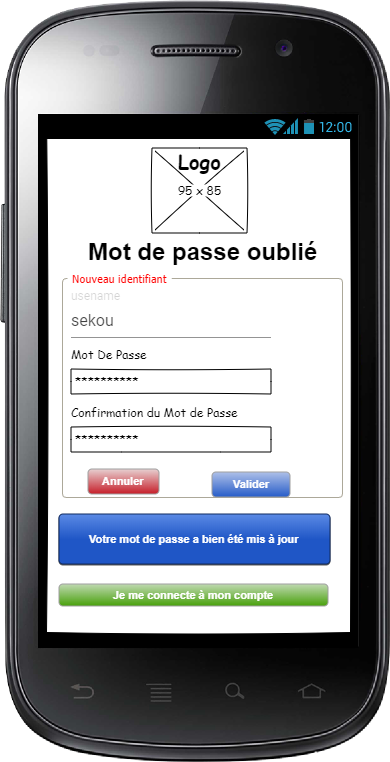 12:00
Logo
95 x 85
Mot de passe oublié
Nouveau identifiant
usename
sekou
Mot De Passe
**********
Confirmation du Mot de Passe
**********
Annuler
Valider
Votre mot de passe a bien été mis à jour
Je me connecte à mon compte